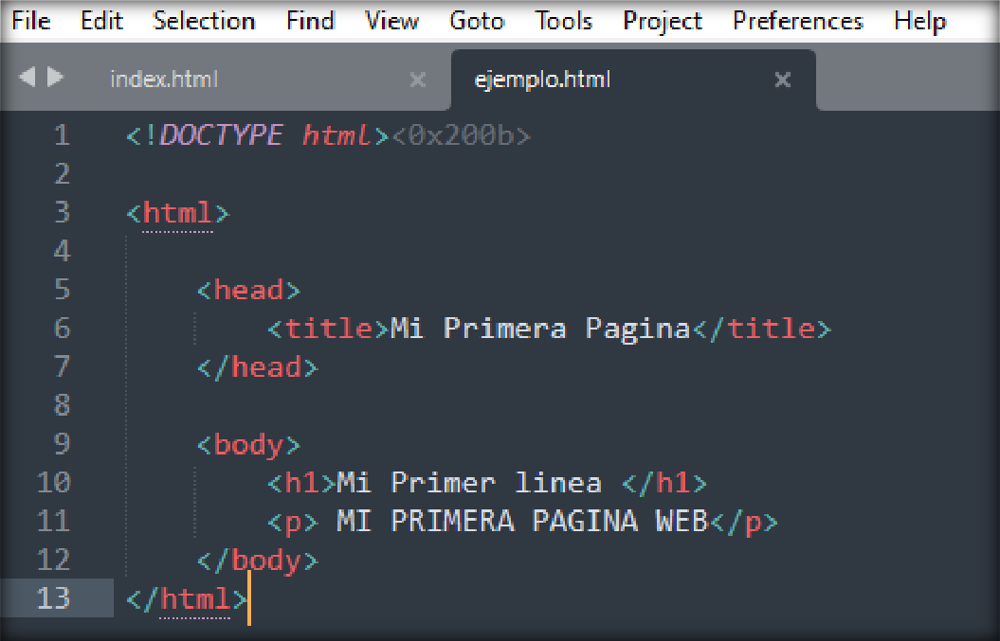 File Edit Selection Find View Goto Tools Project Preferences Help
index.html × ejemplo.html ×
1 <!DOCTYPE html><0x200b>
2
3 <html>
4
5 <head>
6 <title>Mi Primera Pagina</title>
7 </head>
8
9 <body>
10 <h1>Mi Primer linea </h1>
11 <p> MI PRIMERA PAGINA WEB</p>
12 </body>
13 </html>